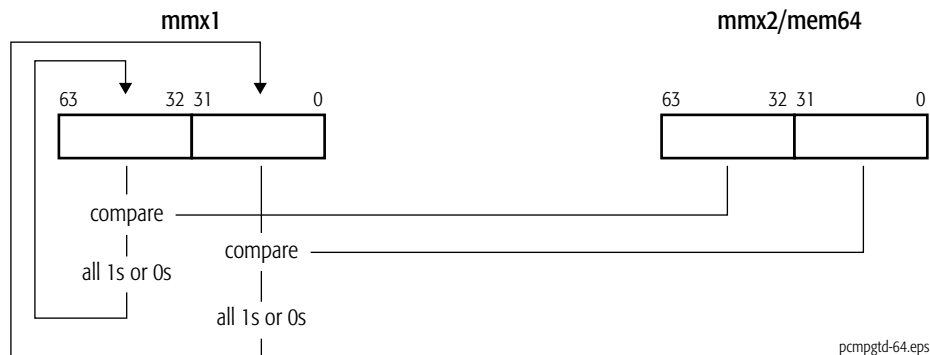 mmx1 mmx2/mem64
63 32 31 0 63 32 31 0
compare
compare
all 1s or 0s
all 1s or 0s
pcmpgtd-64.eps